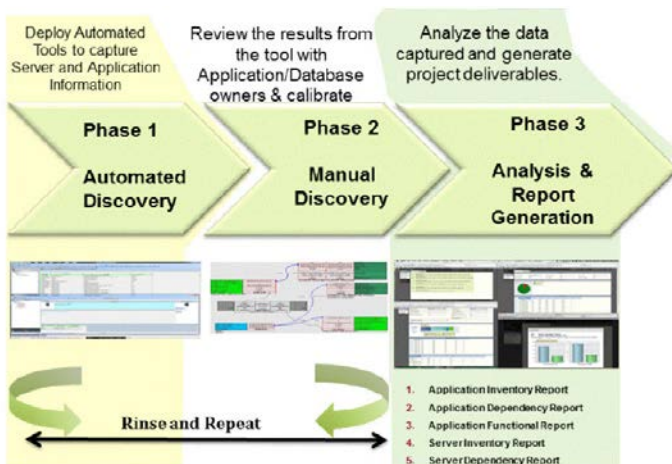 Deploy Automated
Tools to capture
Server and Application
Information
Review the results from
the tool with
Application/Database
owners & calibrate
Analyze the data
captured and generate
project deliverables.
Phase 1
Automated
Discovery
Phase 2
Manual
Discovery
Phase 3
Analysis &
Report
Generation
Rinse and Repeat
1. Application Inventory Report
2. Application Dependency Report
3. Application Functional Report
4. Server Inventory Report
5. Server Dependency Report